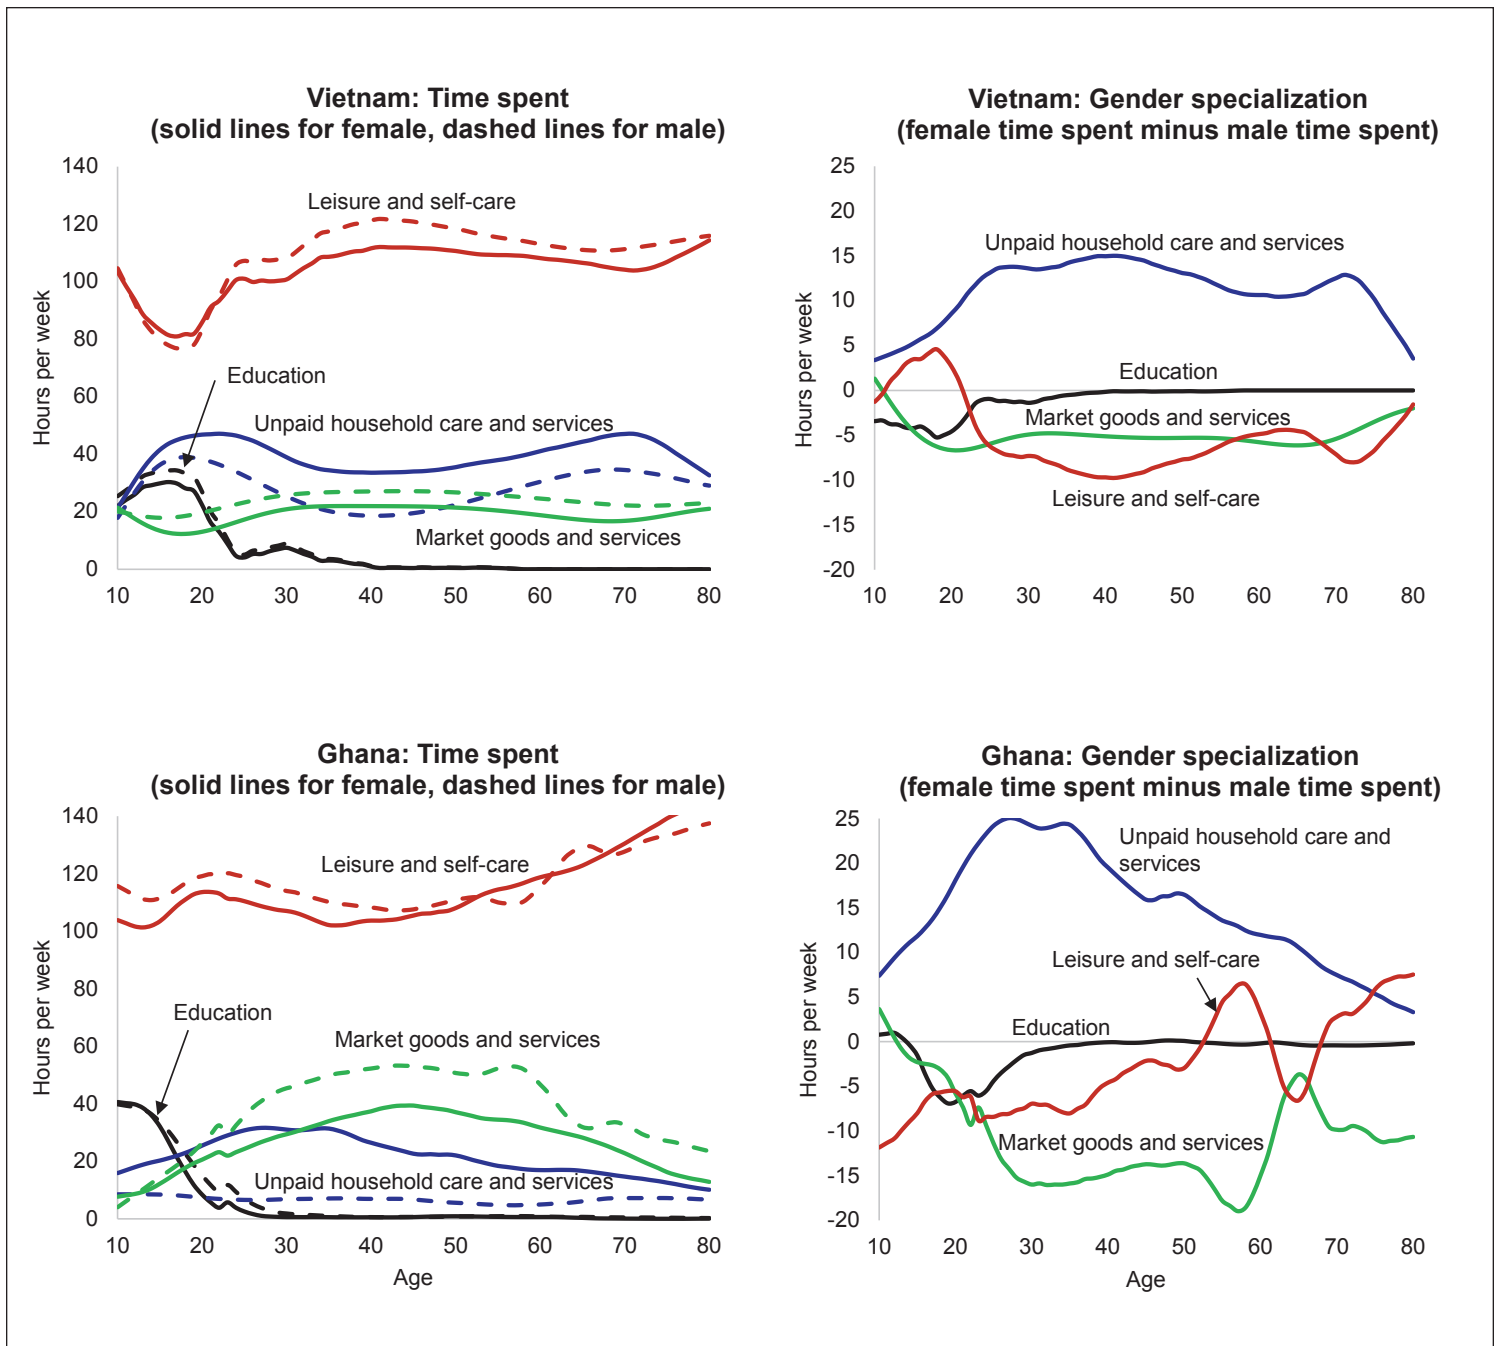 Vietnam: Time spent
(solid lines for female, dashed lines for male)
140
120
100
80
60
40
20
0
Hours per week
Leisure and self-care
Education
Unpaid household care and services
Market goods and services
10 20 30 40 50 60 70 80
Vietnam: Gender specialization
(female time spent minus male time spent)
25
20
15
10
5
0
-5
-10
-15
-20
Hours per week
Unpaid household care and services
Education
Market goods and services
Leisure and self-care
10 20 30 40 50 60 70 80
Ghana: Time spent
(solid lines for female, dashed lines for male)
140
120
100
80
60
40
20
0
Hours per week
Leisure and self-care
Education
Market goods and services
Unpaid household care and services
10 20 30 40 50 60 70 80
Age
Ghana: Gender specialization
(female time spent minus male time spent)
25
20
15
10
5
0
-5
-10
-15
-20
Hours per week
Unpaid household care and
services
Leisure and self-care
Education
Market goods and services
10 20 30 40 50 60 70 80
Age